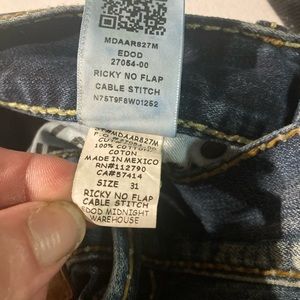 MDAAR827M
EDOD
27054-00
RICKY NO FLAP
CABLE STITCH
N75T9F8W01252
100% COTTON
COTTON
MADE IN MEXICO
RN#112790
CA#57414
SIZE 31
RICKY NO FLAP
CABLE STITCH
EDOD MIDNIGHT
WAREHOUSE